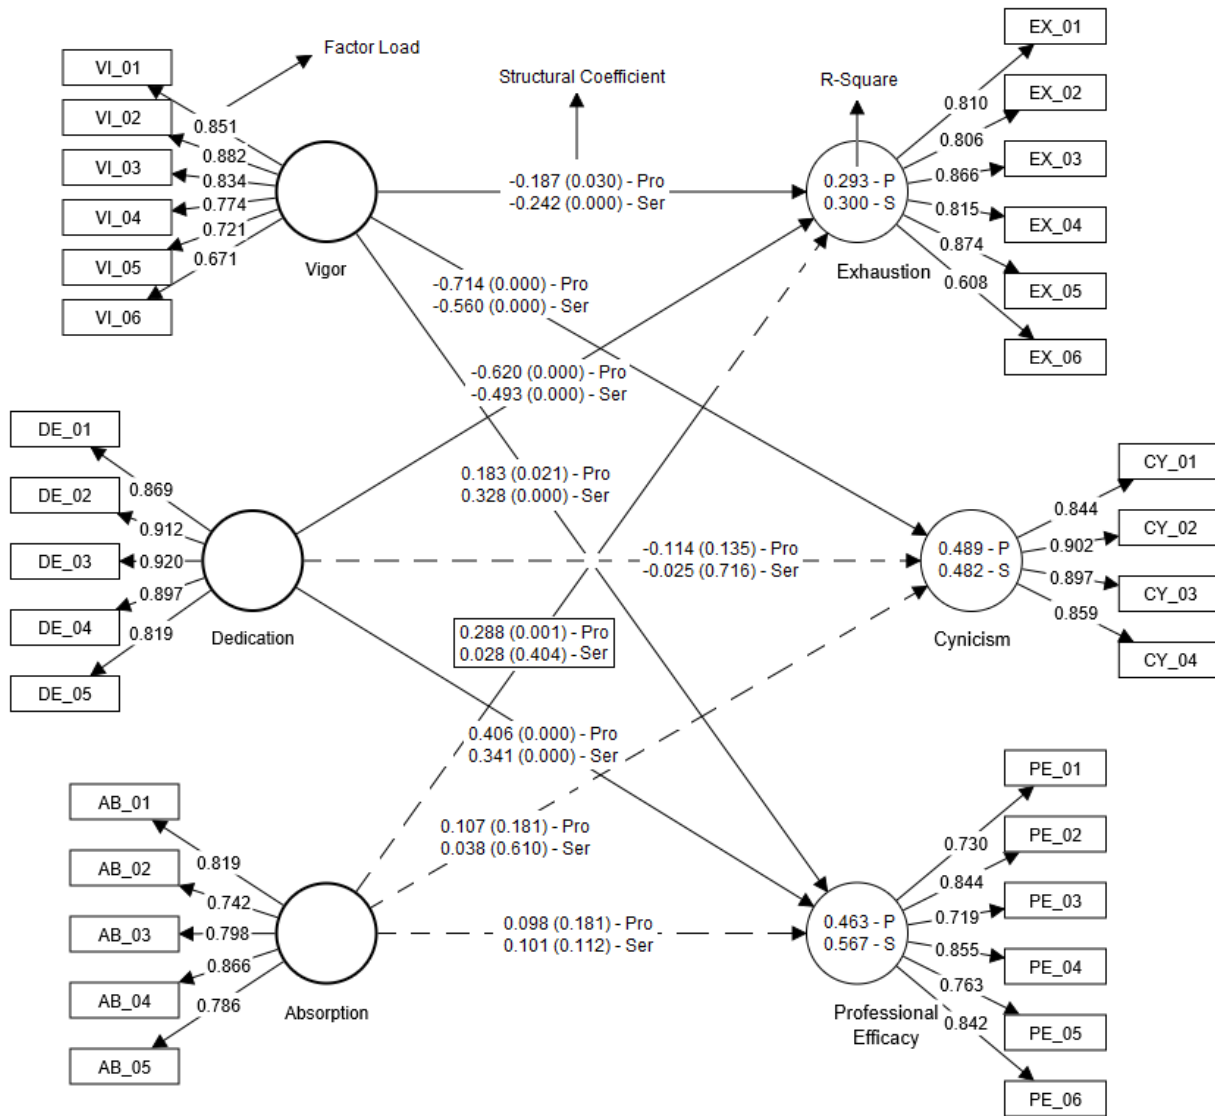 Factor Load
Structural Coefficient
R-Square
VI_01
VI_02
VI_03
VI_04
VI_05
VI_06
0.851
0.882
0.834
0.774
0.721
0.671
Vigor
-0.187 (0.030) - Pro
-0.242 (0.000) - Ser
0.293 - P
0.300 - S
Exhaustion
EX_01
EX_02
EX_03
EX_04
EX_05
EX_06
0.810
0.806
0.866
0.815
0.874
0.608
-0.714 (0.000) - Pro
-0.560 (0.000) - Ser
-0.620 (0.000) - Pro
-0.493 (0.000) - Ser
0.183 (0.021) - Pro
0.328 (0.000) - Ser
DE_01
DE_02
DE_03
DE_04
DE_05
0.869
0.912
0.920
0.897
0.819
Dedication
-0.114 (0.135) - Pro
-0.025 (0.716) - Ser
0.489 - P
0.482 - S
Cynicism
CY_01
CY_02
CY_03
CY_04
0.844
0.902
0.897
0.859
0.288 (0.001) - Pro
0.028 (0.404) - Ser
0.406 (0.000) - Pro
0.341 (0.000) - Ser
0.107 (0.181) - Pro
0.038 (0.610) - Ser
AB_01
AB_02
AB_03
AB_04
AB_05
0.819
0.742
0.798
0.866
0.786
Absorption
0.098 (0.181) - Pro
0.101 (0.112) - Ser
0.463 - P
0.567 - S
Professional
Efficacy
PE_01
PE_02
PE_03
PE_04
PE_05
PE_06
0.730
0.844
0.719
0.855
0.763
0.842